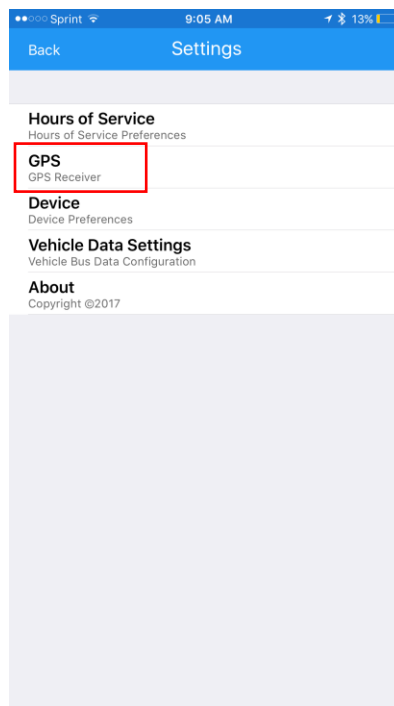 Sprint 9:05 AM 13%
Back Settings
Hours of Service
Hours of Service Preferences
GPS
GPS Receiver
Device
Device Preferences
Vehicle Data Settings
Vehicle Bus Data Configuration
About
Copyright ©2017